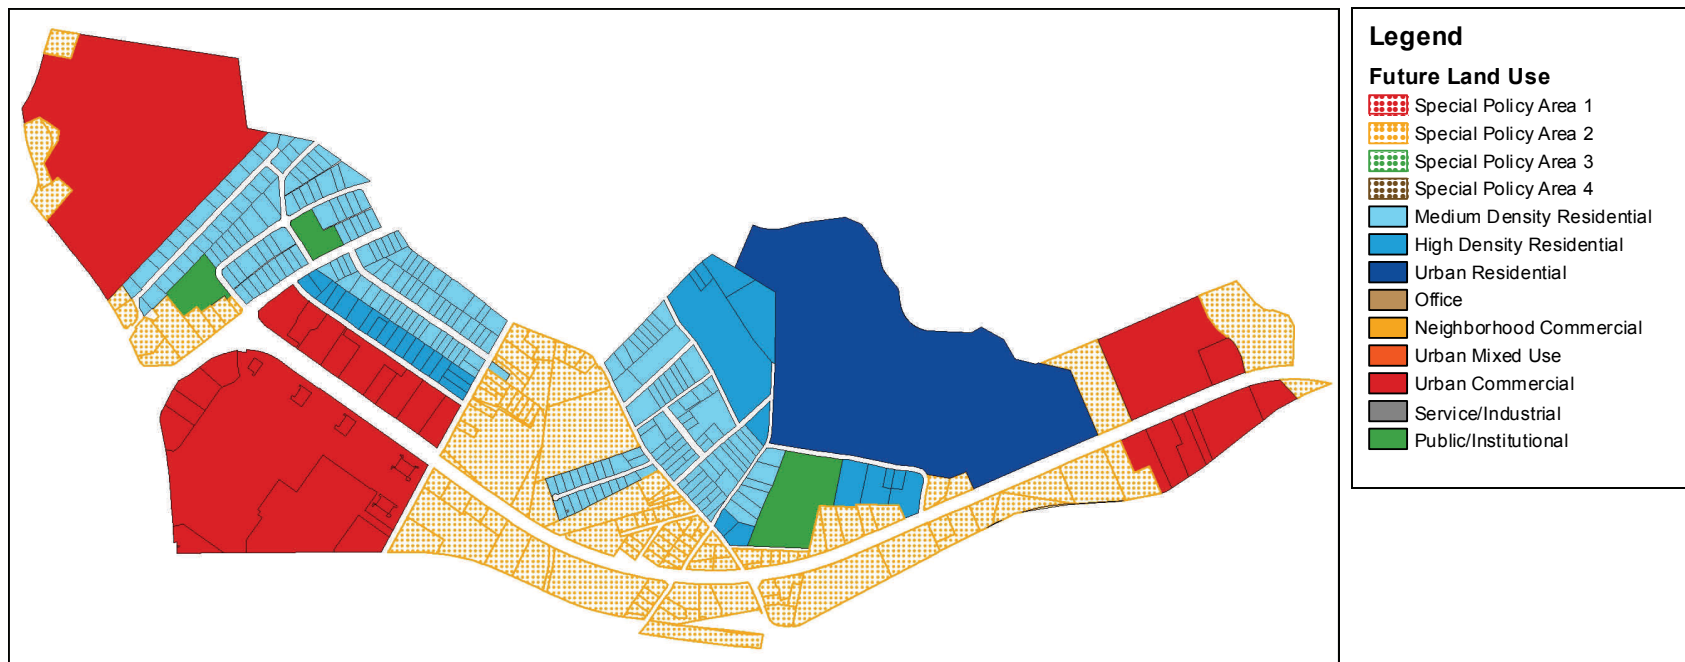 Legend
Future Land Use
Special Policy Area 1
Special Policy Area 2
Special Policy Area 3
Special Policy Area 4
Medium Density Residential
High Density Residential
Urban Residential
Office
Neighborhood Commercial
Urban Mixed Use
Urban Commercial
Service/Industrial
Public/Institutional